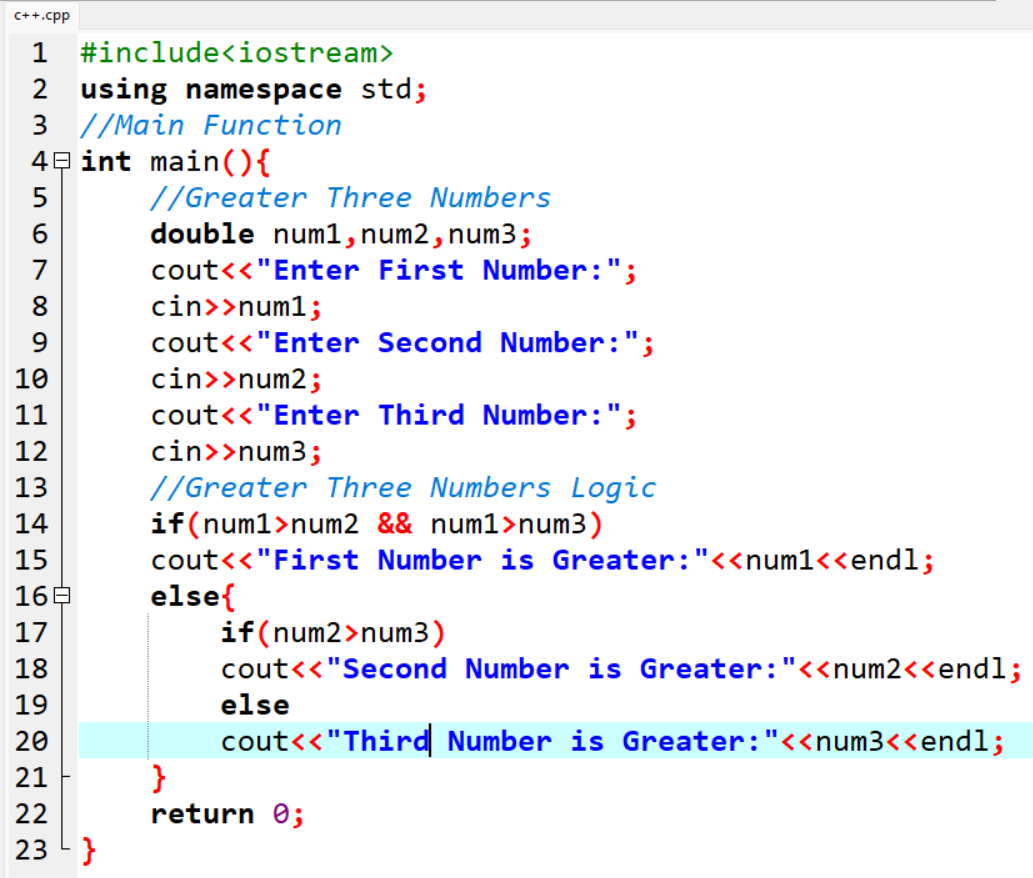 c++.cpp
1 #include<iostream>
2 using namespace std;
3 //Main Function
4 int main(){
5 //Greater Three Numbers
6 double num1,num2,num3;
7 cout<<"Enter First Number:";
8 cin>>num1;
9 cout<<"Enter Second Number:";
10 cin>>num2;
11 cout<<"Enter Third Number:";
12 cin>>num3;
13 //Greater Three Numbers Logic
14 if(num1>num2 && num1>num3)
15 cout<<"First Number is Greater:"<<num1<<endl;
16 else{
17 if(num2>num3)
18 cout<<"Second Number is Greater:"<<num2<<endl;
19 else
20 cout<<"Third Number is Greater:"<<num3<<endl;
21 }
22 return 0;
23 }